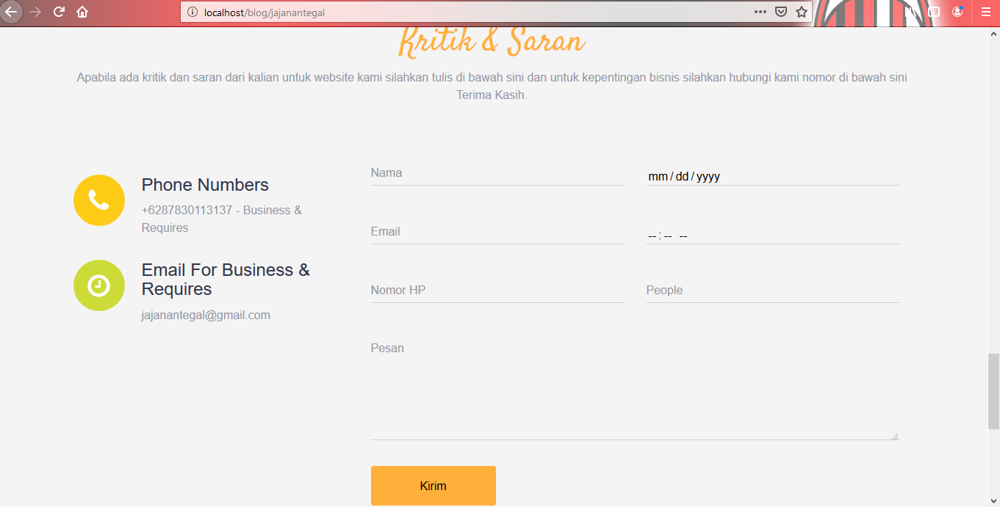 localhost/blog/jajanantegal
Kritik & Saran
Apabila ada kritik dan saran dari kalian untuk website kami silahkan tulis di bawah sini dan untuk kepentingan bisnis silahkan hubungi kami nomor di bawah sini
Terima Kasih.
Phone Numbers
+6287830113137 - Business &
Requires
Email For Business &
Requires
jajanantegal@gmail.com
Nama
mm/dd/yyyy
Email
--:-- --
Nomor HP
People
Pesan
Kirim